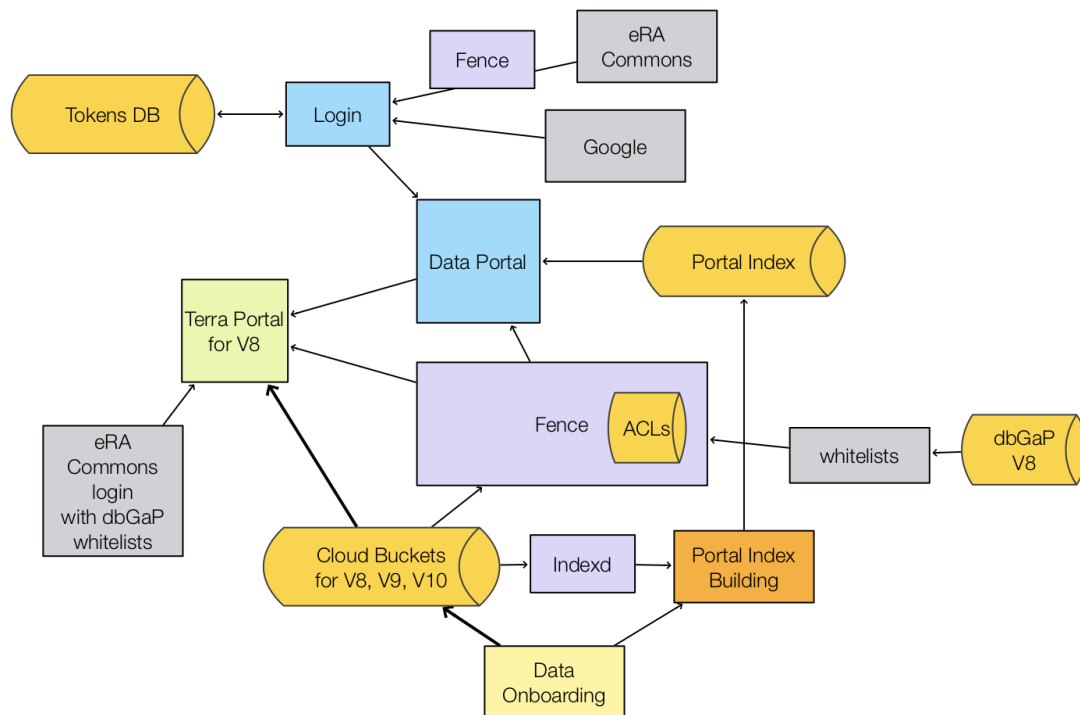 eRA
Commons
Fence
Tokens DB
Login
Google
Data Portal
Portal Index
Terra Portal
for V8
Fence
ACLs
eRA
Commons
login
with dbGaP
whitelists
whitelists
dbGaP
V8
Cloud Buckets
for V8, V9, V10
Indexd
Portal Index
Building
Data
Onboarding